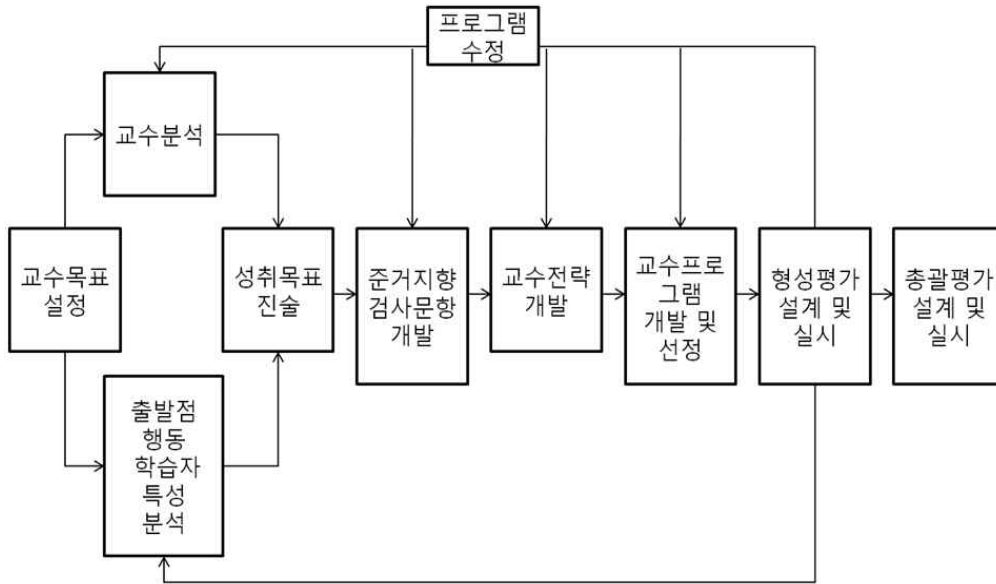 프로그램
수정
교수분석
교수목표
설정
출발점
행동
학습자
특성
분석
성취목표
진술
준거지향
검사문항
개발
교수전략
개발
교수프로
그램
개발 및
선정
형성평가
설계 및
실시
총괄평가
설계 및
실시